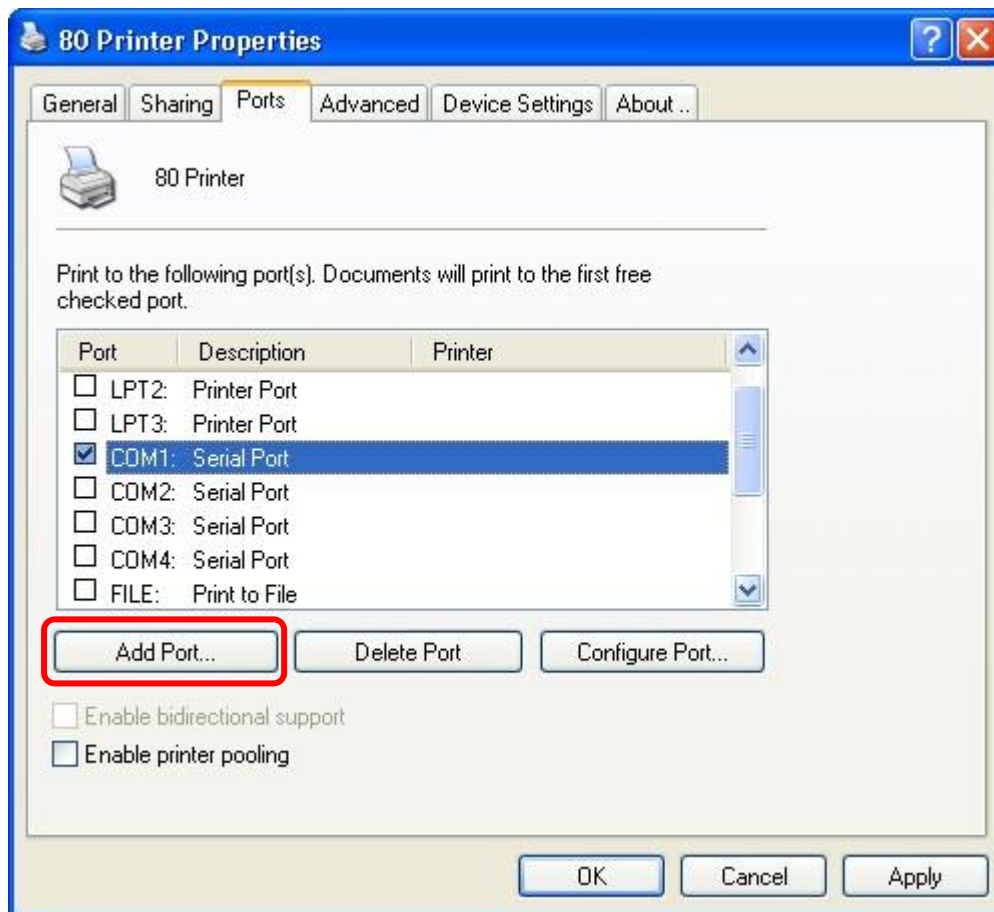 80 Printer Properties
General Sharing Ports Advanced Device Settings About ..
80 Printer
Print to the following port(s). Documents will print to the first free
checked port.
Port Description Printer
LPT2: Printer Port
LPT3: Printer Port
COM1: Serial Port
COM2: Serial Port
COM3: Serial Port
COM4: Serial Port
FILE: Print to File
Add Port... Delete Port Configure Port...
Enable bidirectional support
Enable printer pooling
OK Cancel Apply